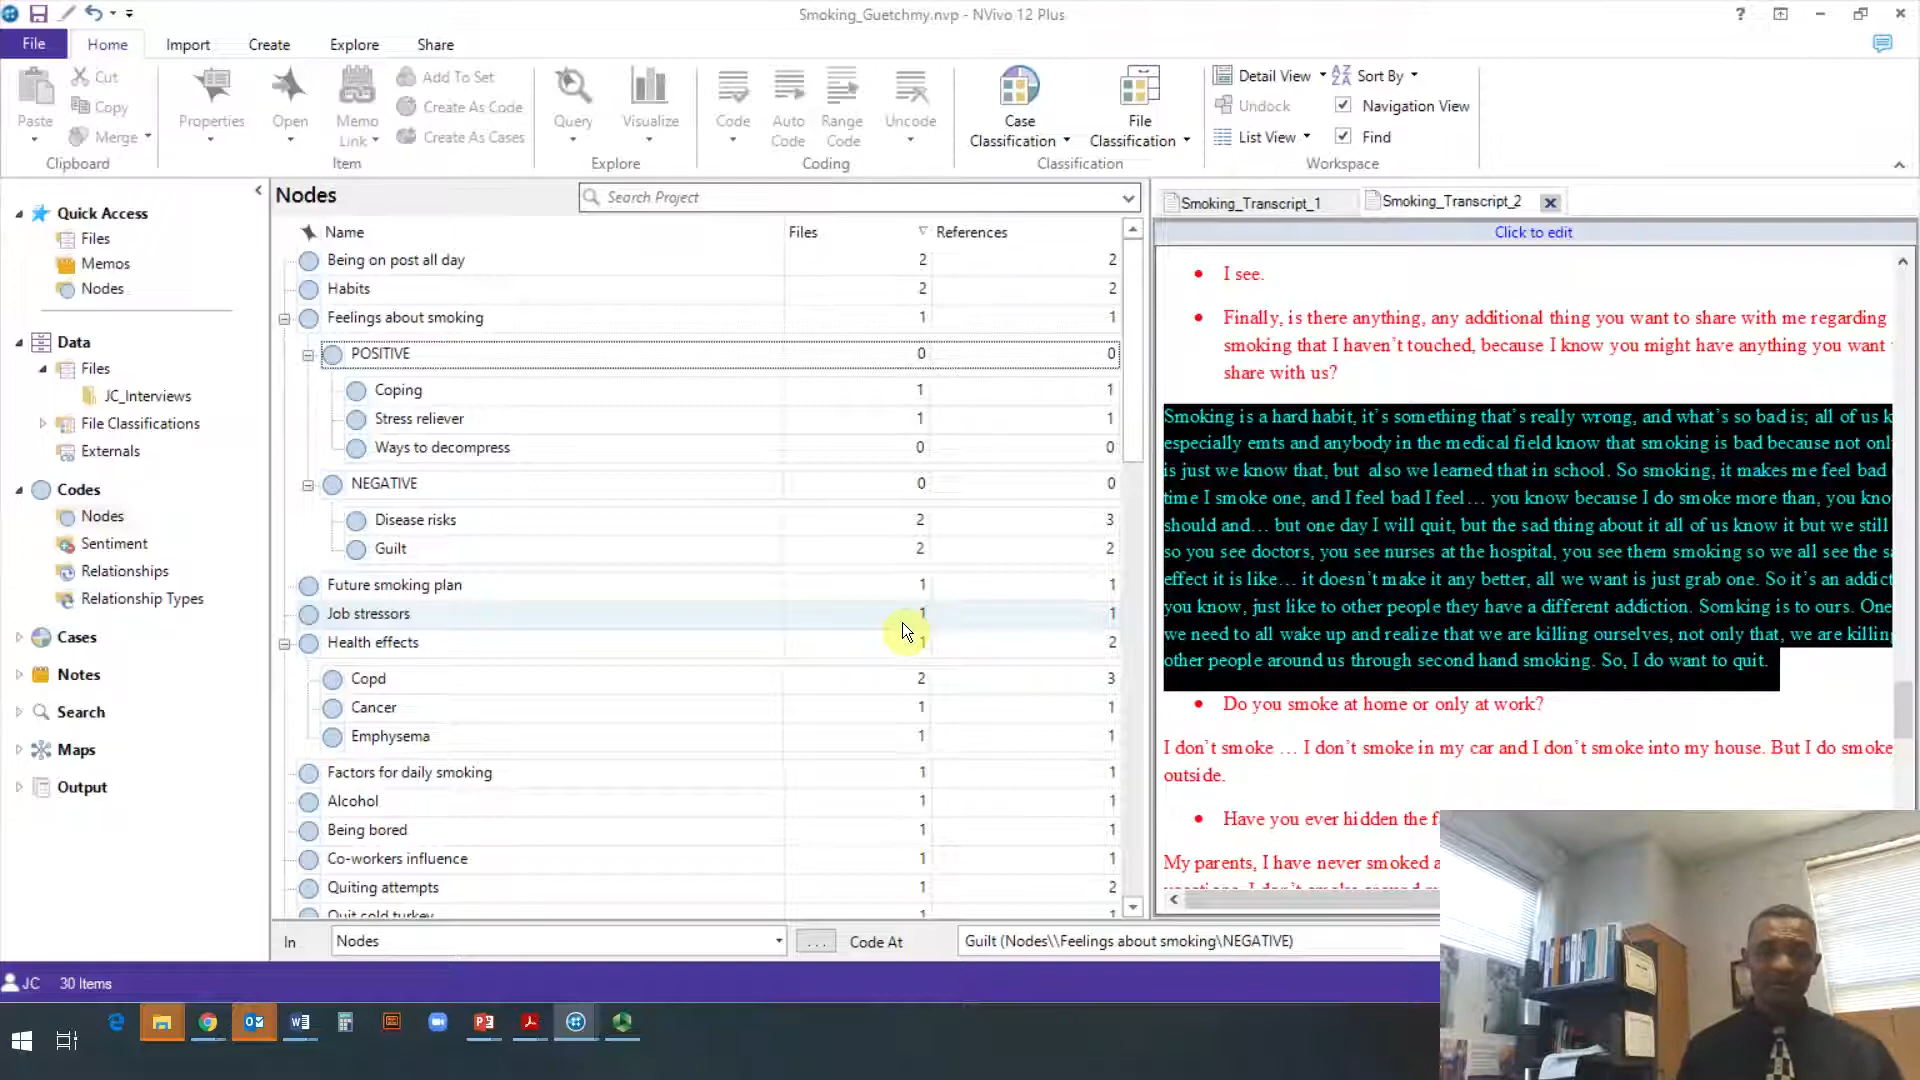 Smoking_Guetchmy.nvp - NVivo 12 Plus
File Home Import Create Explore Share
Paste Cut Copy Merge
Clipboard
Properties Open Memo Link
Add To Set
Create As Code
Create As Cases
Item
Query Visualize
Explore
Code Auto Code Range Code Uncode
Coding
Case Classification File Classification
Classification
Detail View Sort By
Undock Navigation View
List View Find
Workspace
Quick Access
Files
Memos
Nodes
Data
Files
JC_Interviews
File Classifications
Externals
Codes
Nodes
Sentiment
Relationships
Relationship Types
Cases
Notes
Search
Maps
Output
Nodes Search Project
Name Files References
Being on post all day 2 2
Habits 2 2
Feelings about smoking 1 1
POSITIVE 0 0
Coping 1 1
Stress reliever 1 1
Ways to decompress 0 0
NEGATIVE 0 0
Disease risks 2 3
Guilt 2 2
Future smoking plan 1 1
Job stressors 1 1
Health effects 1 2
Copd 2 3
Cancer 1 1
Emphysema 1 1
Factors for daily smoking 1 1
Alcohol 1 1
Being bored 1 1
Co-workers influence 1 1
Quiting attempts 1 2
Quit cold turkey 1 1
In Nodes ... Code At Guilt (Nodes\\Feelings about smoking\NEGATIVE)
Smoking_Transcript_1 Smoking_Transcript_2
Click to edit
• I see.
• Finally, is there anything, any additional thing you want to share with me regarding
smoking that I haven't touched, because I know you might have anything you want
share with us?
Smoking is a hard habit, it's something that's really wrong, and what's so bad is; all of us k
especially emts and anybody in the medical field know that smoking is bad because not onl
is just we know that, but also we learned that in school. So smoking, it makes me feel bad
time I smoke one, and I feel bad I feel… you know because I do smoke more than, you kno
should and… but one day I will quit, but the sad thing about it all of us know it but we still
so you see doctors, you see nurses at the hospital, you see them smoking so we all see the sa
effect it is like… it doesn't make it any better, all we want is just grab one. So it's an addict
you know, just like to other people they have a different addiction. Somking is to ours. One
we need to all wake up and realize that we are killing ourselves, not only that, we are killing
other people around us through second hand smoking. So, I do want to quit.
• Do you smoke at home or only at work?
I don't smoke … I don't smoke in my car and I don't smoke into my house. But I do smoke
outside.
• Have you ever hidden the f
My parents, I have never smoked a
JC 30 Items